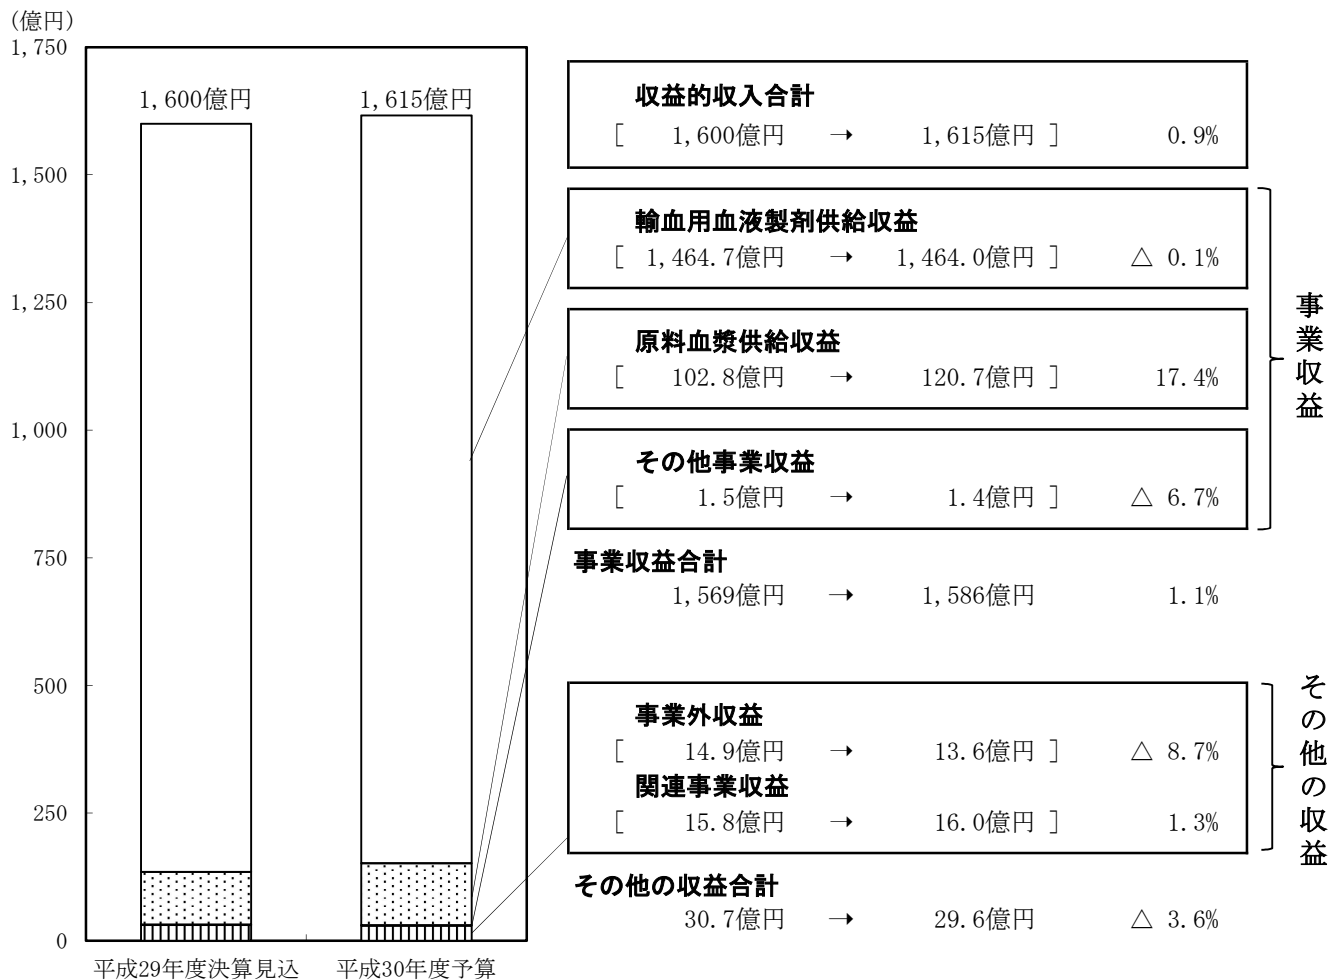 (億円)
1,750
1,500
1,250
1,000
750
500
250
0
1,600億円
1,615億円
平成29年度決算見込
平成30年度予算
収益的収入合計
[ 1,600億円 → 1,615億円 ] 0.9%
輸血用血液製剤供給収益
[ 1,464.7億円 → 1,464.0億円 ] △ 0.1%
原料血漿供給収益
[ 102.8億円 → 120.7億円 ] 17.4%
その他事業収益
[ 1.5億円 → 1.4億円 ] △ 6.7%
事業収益
事業収益合計
1,569億円 → 1,586億円 1.1%
事業外収益
[ 14.9億円 → 13.6億円 ] △ 8.7%
関連事業収益
[ 15.8億円 → 16.0億円 ] 1.3%
その他の収益
その他の収益合計
30.7億円 → 29.6億円 △ 3.6%